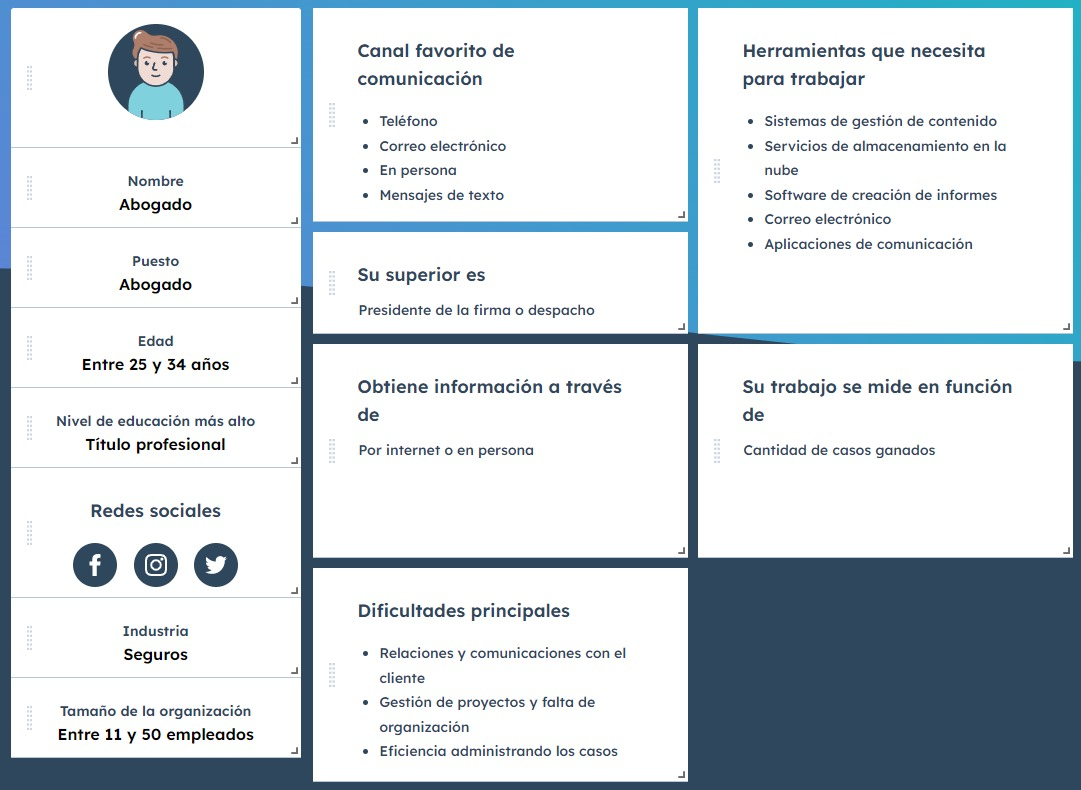 Nombre
Abogado
Puesto
Abogado
Edad
Entre 25 y 34 años
Nivel de educación más alto
Título profesional
Redes sociales
Industria
Seguros
Tamaño de la organización
Entre 11 y 50 empleados
Canal favorito de
comunicación
Teléfono
Correo electrónico
En persona
Mensajes de texto
Su superior es
Presidente de la firma o despacho
Obtiene información a través
de
Por internet o en persona
Dificultades principales
Relaciones y comunicaciones con el
cliente
Gestión de proyectos y falta de
organización
Eficiencia administrando los casos
Herramientas que necesita
para trabajar
Sistemas de gestión de contenido
Servicios de almacenamiento en la
nube
Software de creación de informes
Correo electrónico
Aplicaciones de comunicación
Su trabajo se mide en función
de
Cantidad de casos ganados